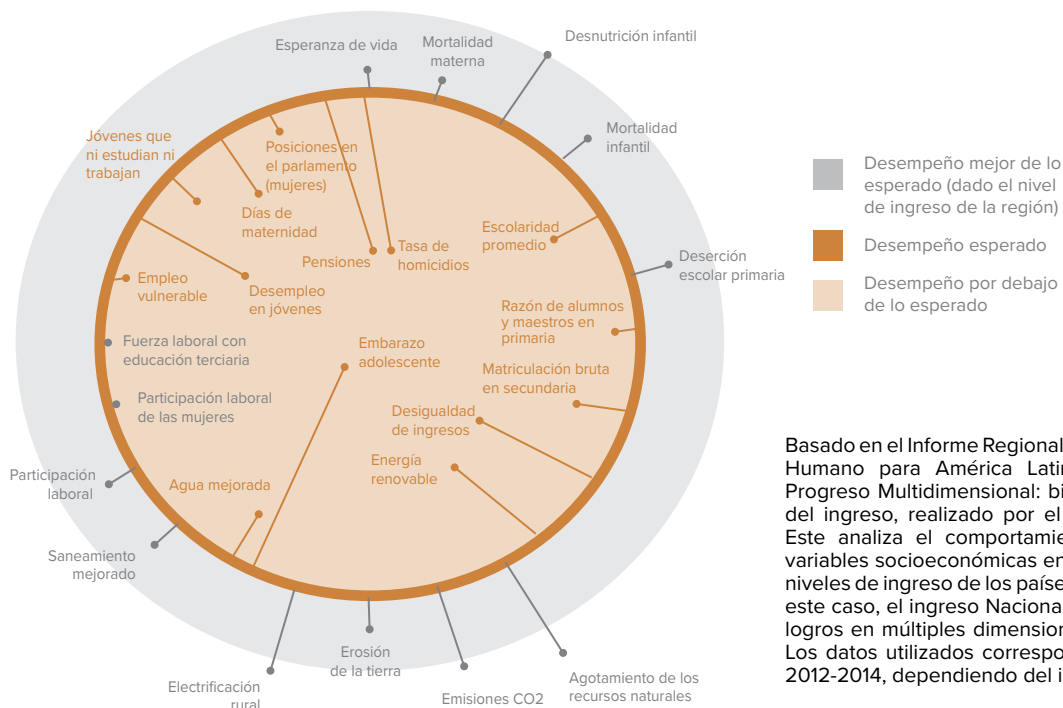 Esperanza de vida
Mortalidad
materna
Desnutrición infantil
Mortalidad
infantil
Deserción
escolar primaria
Jóvenes que
ni estudian ni
trabajan
Posiciones en
el parlamento
(mujeres)
Días de
maternidad
Pensiones
Tasa de
homicidios
Escolaridad
promedio
Empleo
vulnerable
Desempleo
en jóvenes
Razón de alumnos
y maestros en
primaria
Fuerza laboral con
educación terciaria
Embarazo
adolescente
Matriculación bruta
en secundaria
Participación laboral
de las mujeres
Desigualdad
de ingresos
Energía
renovable
Participación
laboral
Agua mejorada
Saneamiento
mejorado
Erosión
de la tierra
Electrificación
rural
Emisiones CO2
Agotamiento de los
recursos naturales
Desempeño mejor de lo
esperado (dado el nivel
de ingreso de la región)
Desempeño esperado
Desempeño por debajo
de lo esperado
Basado en el Informe Regional
Humano para América Lati
Progreso Multidimensional: bi
del ingreso, realizado por el
Este analiza el comportamie
variables socioeconómicas en
niveles de ingreso de los paíse
este caso, el ingreso Naciona
logros en múltiples dimension
Los datos utilizados correspo
2012-2014, dependiendo del i